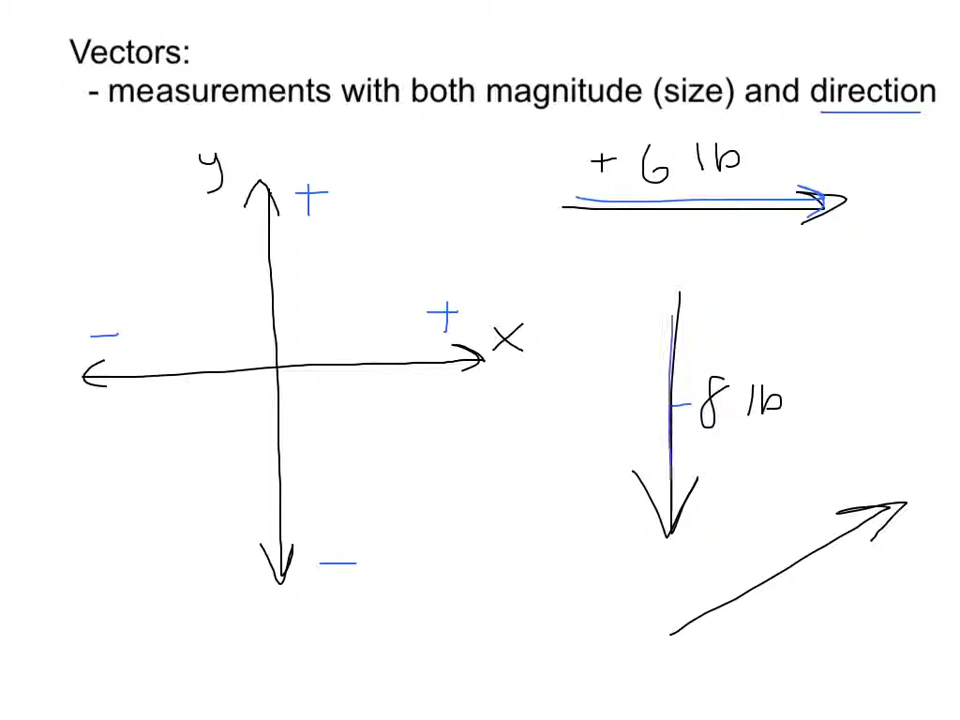 Vectors:
- measurements with both magnitude (size) and direction
y
+
+ 6 lb
-
+
x
- 8 lb
-